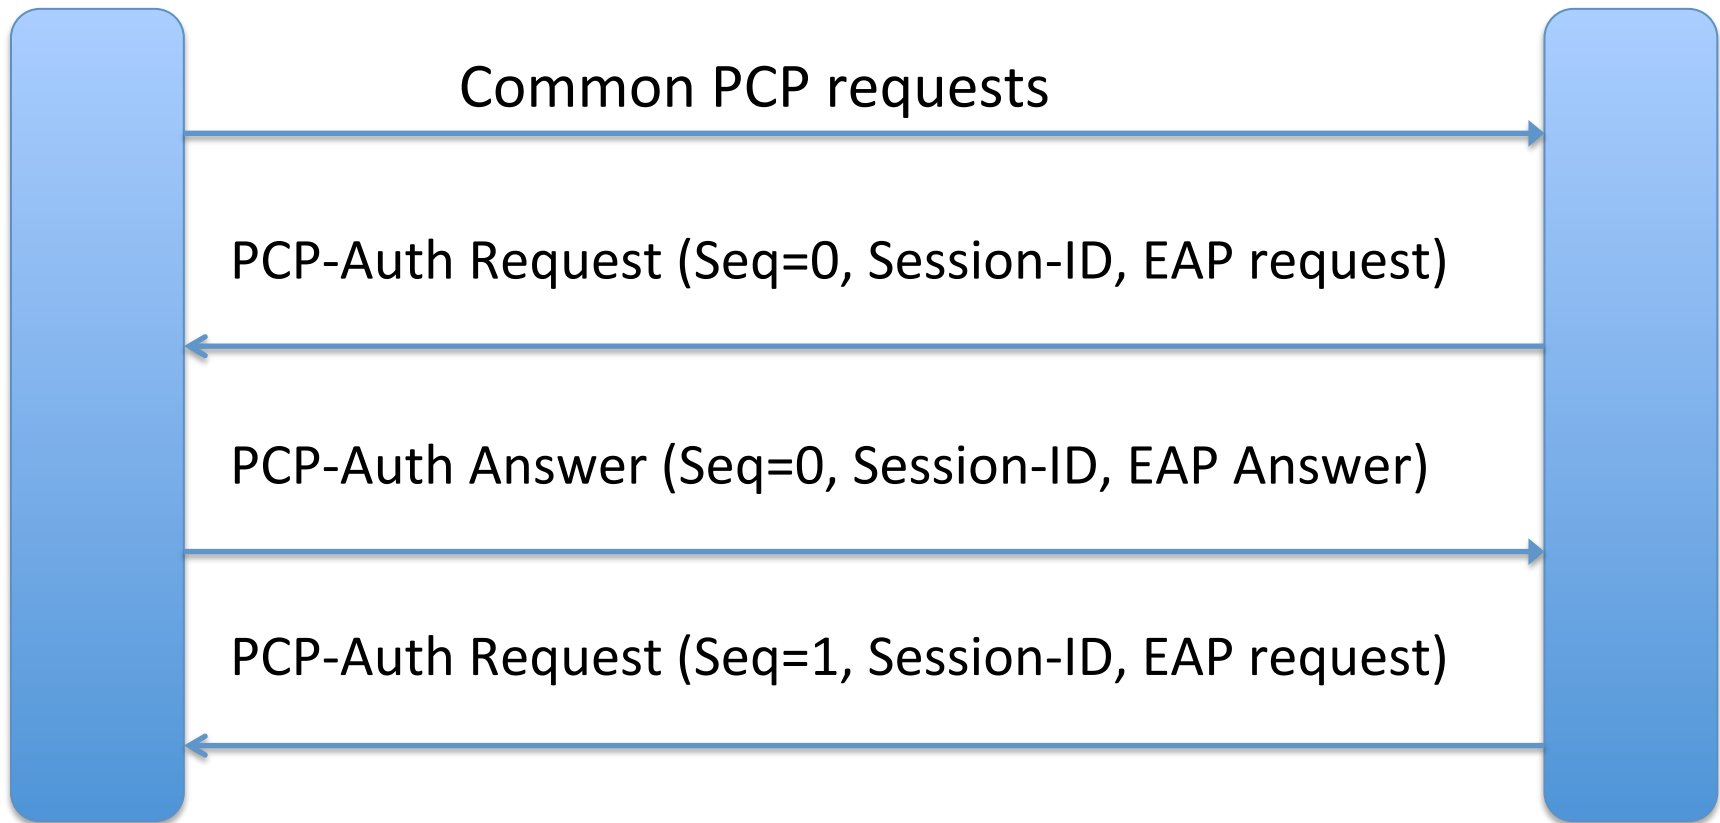 Common PCP requests
PCP-Auth Request (Seq=0, Session-ID, EAP request)
PCP-Auth Answer (Seq=0, Session-ID, EAP Answer)
PCP-Auth Request (Seq=1, Session-ID, EAP request)